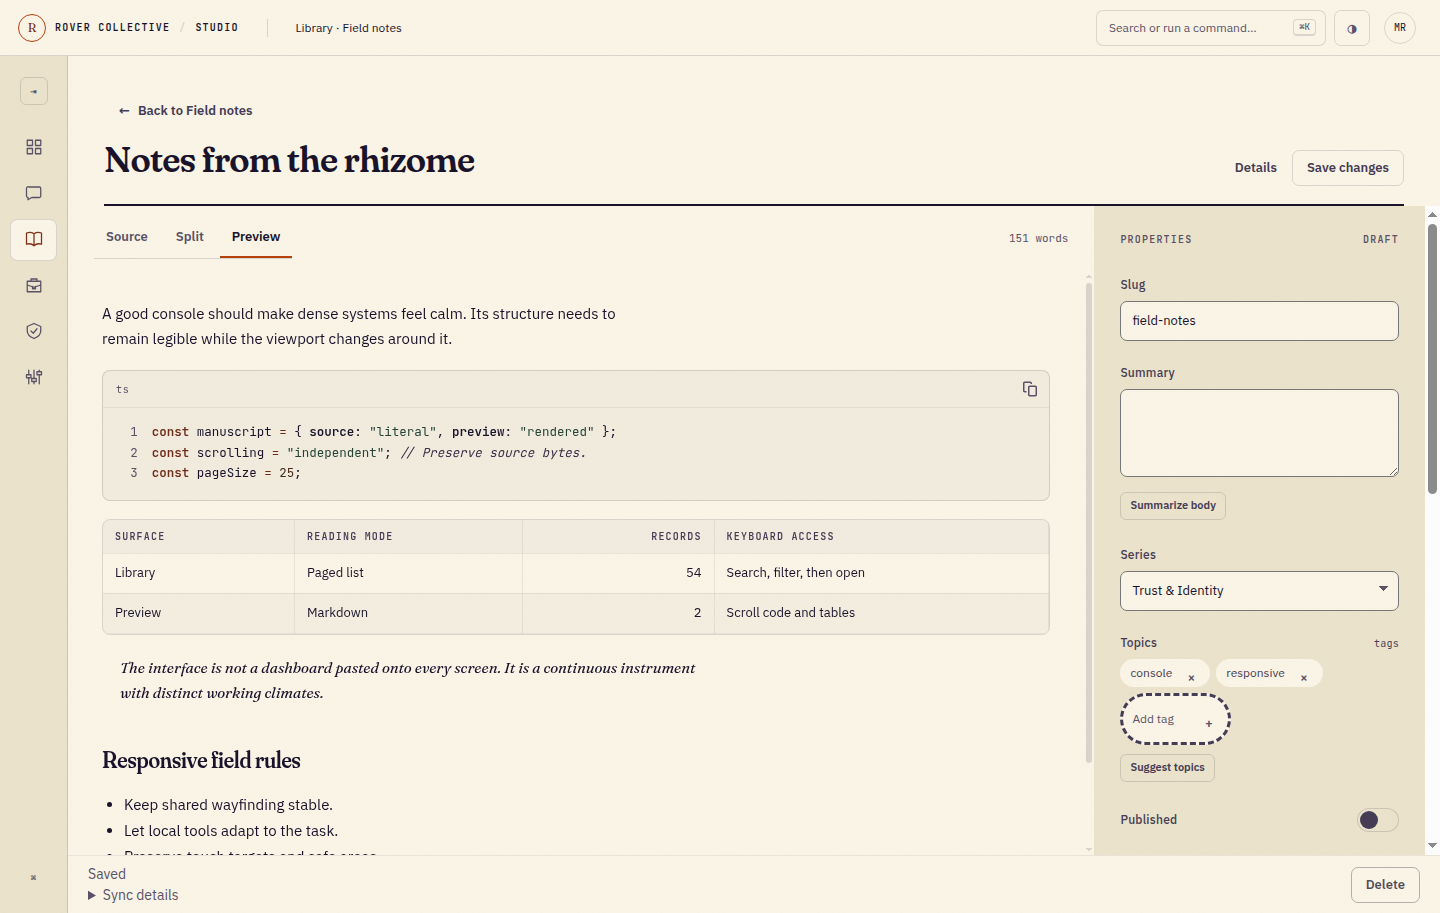 R ROVER COLLECTIVE / STUDIO Library · Field notes Search or run a command... ⌘K MR
← Back to Field notes
Notes from the rhizome
Details Save changes
Source Split Preview 151 words
A good console should make dense systems feel calm. Its structure needs to
remain legible while the viewport changes around it.
ts
1 const manuscript = { source: "literal", preview: "rendered" };
2 const scrolling = "independent"; // Preserve source bytes.
3 const pageSize = 25;
SURFACE READING MODE RECORDS KEYBOARD ACCESS
Library Paged list 54 Search, filter, then open
Preview Markdown 2 Scroll code and tables
The interface is not a dashboard pasted onto every screen. It is a continuous instrument
with distinct working climates.
Responsive field rules
• Keep shared wayfinding stable.
• Let local tools adapt to the task.
• Preserve touch targets and safe areas.
PROPERTIES DRAFT
Slug
field-notes
Summary
Summarize body
Series
Trust & Identity
Topics tags
console × responsive ×
Add tag +
Suggest topics
Published
⌘
Saved
▶ Sync details
Delete